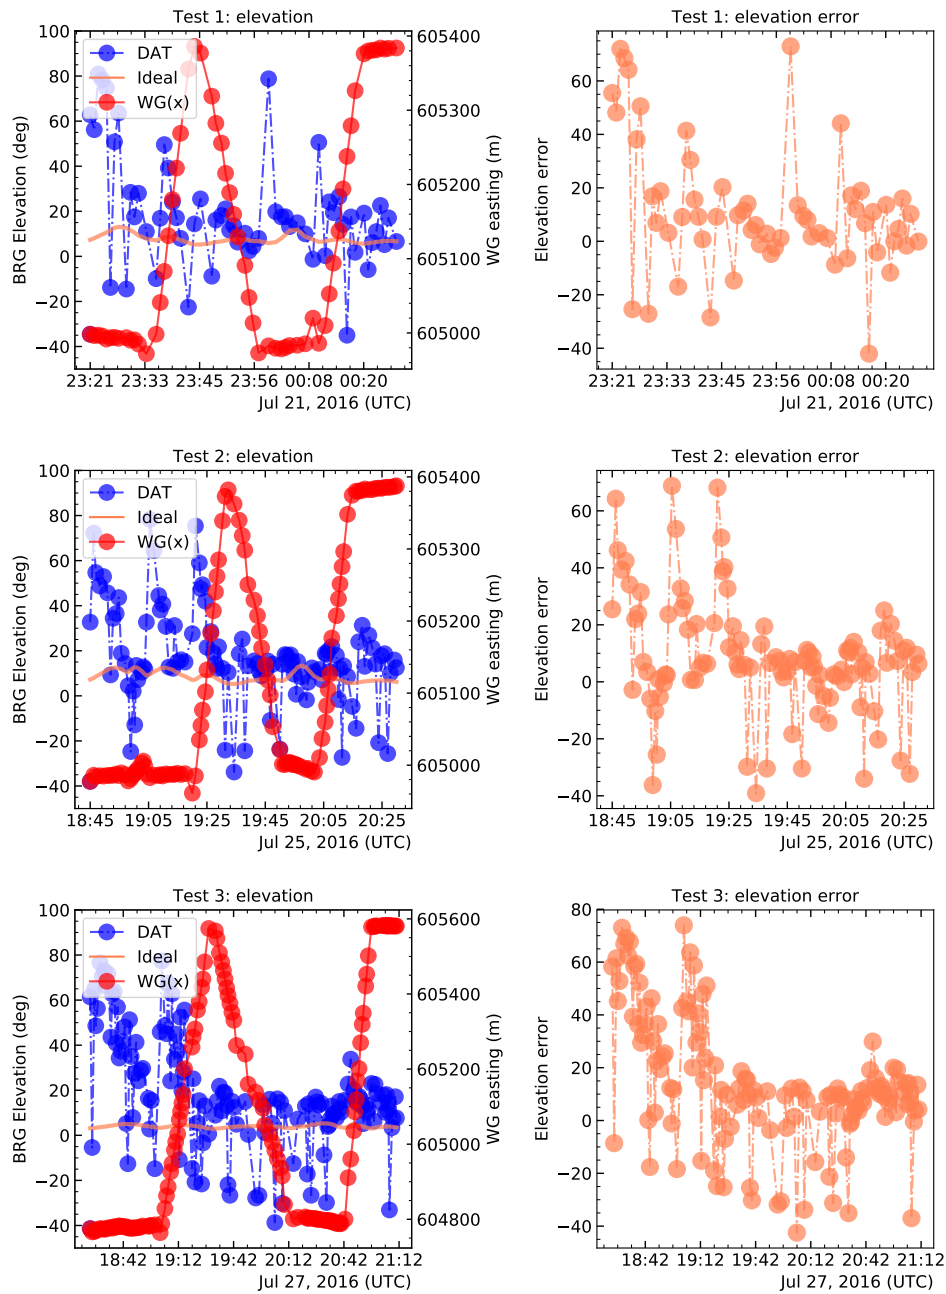 Test 1: elevation
100
80
60
40
20
0
−20
−40
BRG Elevation (deg)
DAT
Ideal
WG(x)
605400
605300
605200
605100
605000
WG easting (m)
23:21 23:33 23:45 23:56 00:08 00:20
Jul 21, 2016 (UTC)
Test 1: elevation error
80
60
40
20
0
−20
−40
Elevation error
23:21 23:33 23:45 23:56 00:08 00:20
Jul 21, 2016 (UTC)
Test 2: elevation
100
80
60
40
20
0
−20
−40
BRG Elevation (deg)
DAT
Ideal
WG(x)
605400
605300
605200
605100
605000
WG easting (m)
18:45 19:05 19:25 19:45 20:05 20:25
Jul 25, 2016 (UTC)
Test 2: elevation error
60
40
20
0
−20
−40
Elevation error
18:45 19:05 19:25 19:45 20:05 20:25
Jul 25, 2016 (UTC)
Test 3: elevation
100
80
60
40
20
0
−20
−40
BRG Elevation (deg)
DAT
Ideal
WG(x)
605600
605400
605200
605000
604800
WG easting (m)
18:42 19:12 19:42 20:12 20:42 21:12
Jul 27, 2016 (UTC)
Test 3: elevation error
80
60
40
20
0
−20
−40
Elevation error
18:42 19:12 19:42 20:12 20:42 21:12
Jul 27, 2016 (UTC)